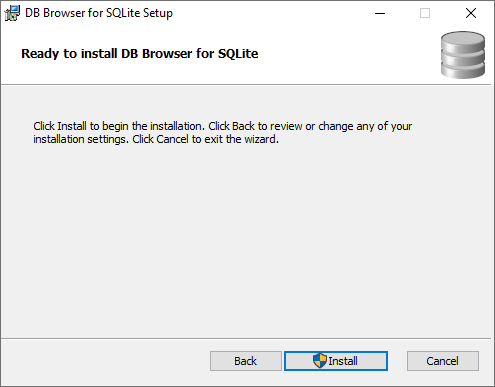 DB Browser for SQLite Setup
Ready to install DB Browser for SQLite
Click Install to begin the installation. Click Back to review or change any of your
installation settings. Click Cancel to exit the wizard.
Back Install Cancel